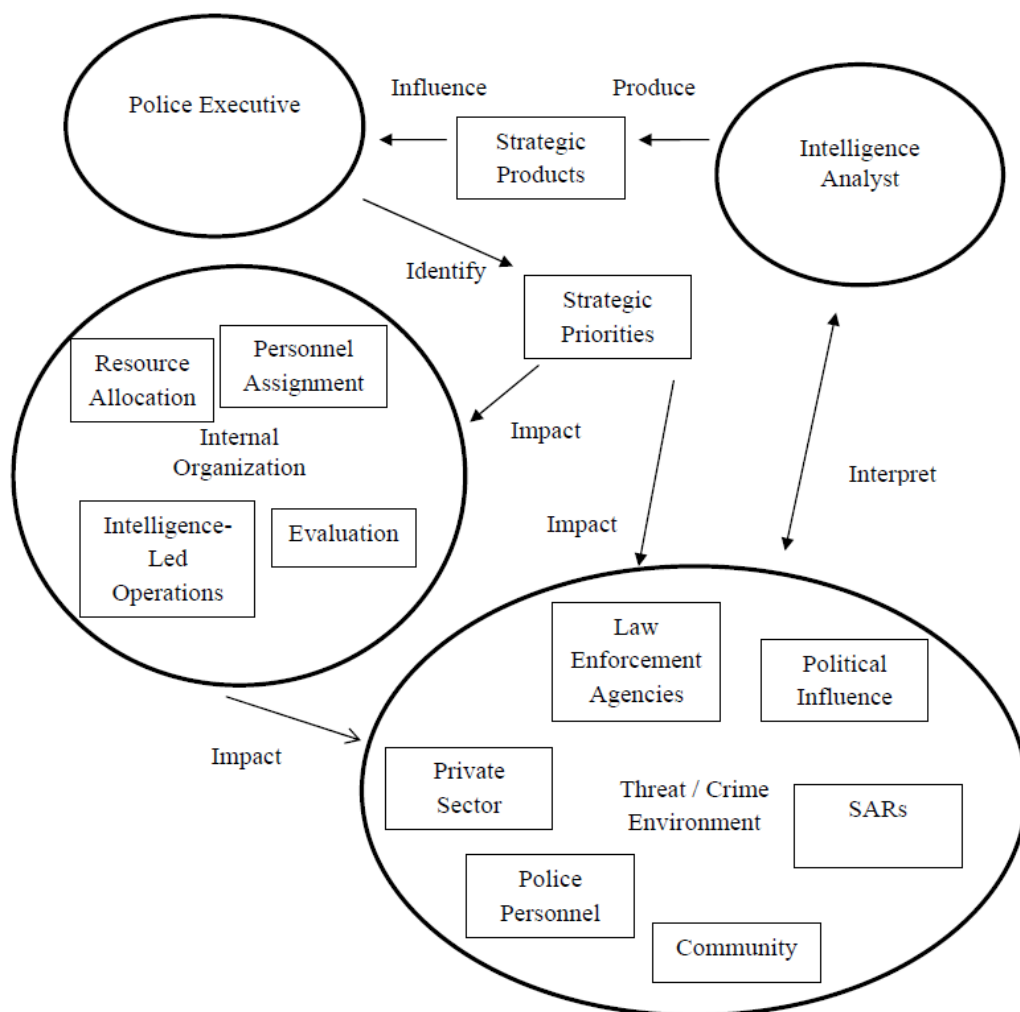 Police Executive
Influence
Produce
Strategic
Products
Intelligence
Analyst
Identify
Strategic
Priorities
Resource
Allocation
Personnel
Assignment
Internal
Organization
Impact
Intelligence-
Led
Operations
Evaluation
Impact
Interpret
Law
Enforcement
Agencies
Political
Influence
Impact
Private
Sector
Threat / Crime
Environment
SARs
Police
Personnel
Community